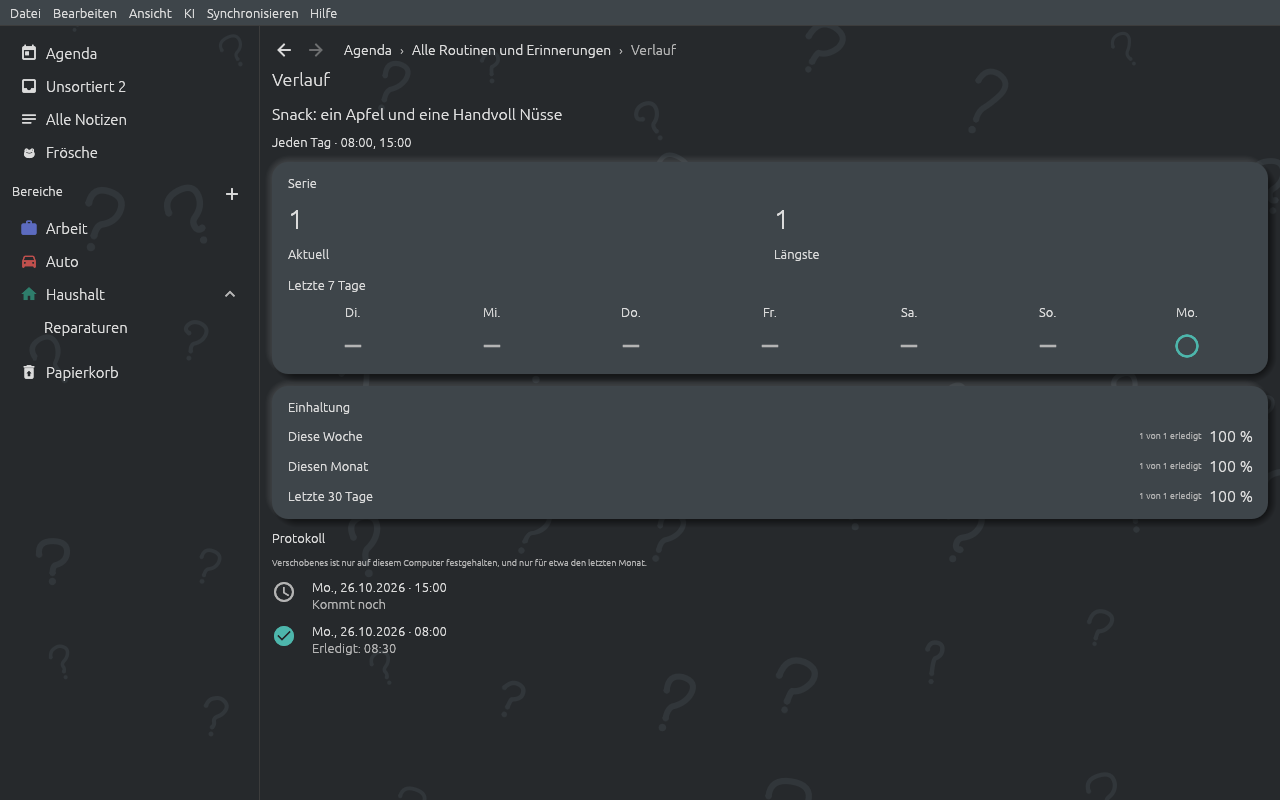 Datei Bearbeiten Ansicht KI Synchronisieren Hilfe
Agenda
Unsortiert 2
Alle Notizen
Frösche
Bereiche
Arbeit
Auto
Haushalt
Reparaturen
Papierkorb
Agenda › Alle Routinen und Erinnerungen › Verlauf
Verlauf
Snack: ein Apfel und eine Handvoll Nüsse
Jeden Tag · 08:00, 15:00
Serie
1 1
Aktuell Längste
Letzte 7 Tage
Di. Mi. Do. Fr. Sa. So. Mo.
Einhaltung
Diese Woche 1 von 1 erledigt 100 %
Diesen Monat 1 von 1 erledigt 100 %
Letzte 30 Tage 1 von 1 erledigt 100 %
Protokoll
Verschobenes ist nur auf diesem Computer festgehalten, und nur für etwa den letzten Monat.
Mo., 26.10.2026 · 15:00
Kommt noch
Mo., 26.10.2026 · 08:00
Erledigt: 08:30